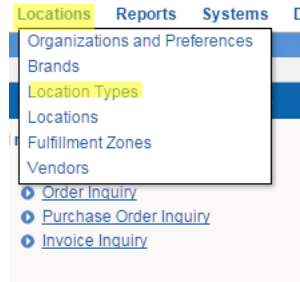 Locations Reports Systems
Organizations and Preferences
Brands
Location Types
Locations
Fulfillment Zones
Vendors
Order Inquiry
Purchase Order Inquiry
Invoice Inquiry